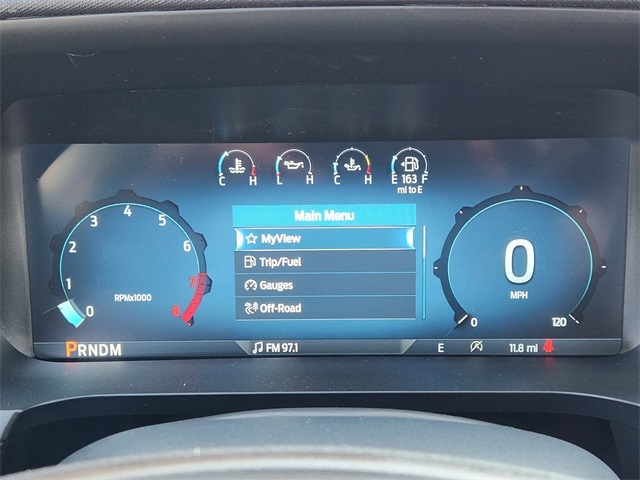 C H L H C H E 163 F
mi to E
Main Menu
MyView
Trip/Fuel
Gauges
Off-Road
0 1 2 3 4 5 6 7 8
RPMx1000
0
MPH
0 120
PRNDM
FM 97.1
E 11.8 mi